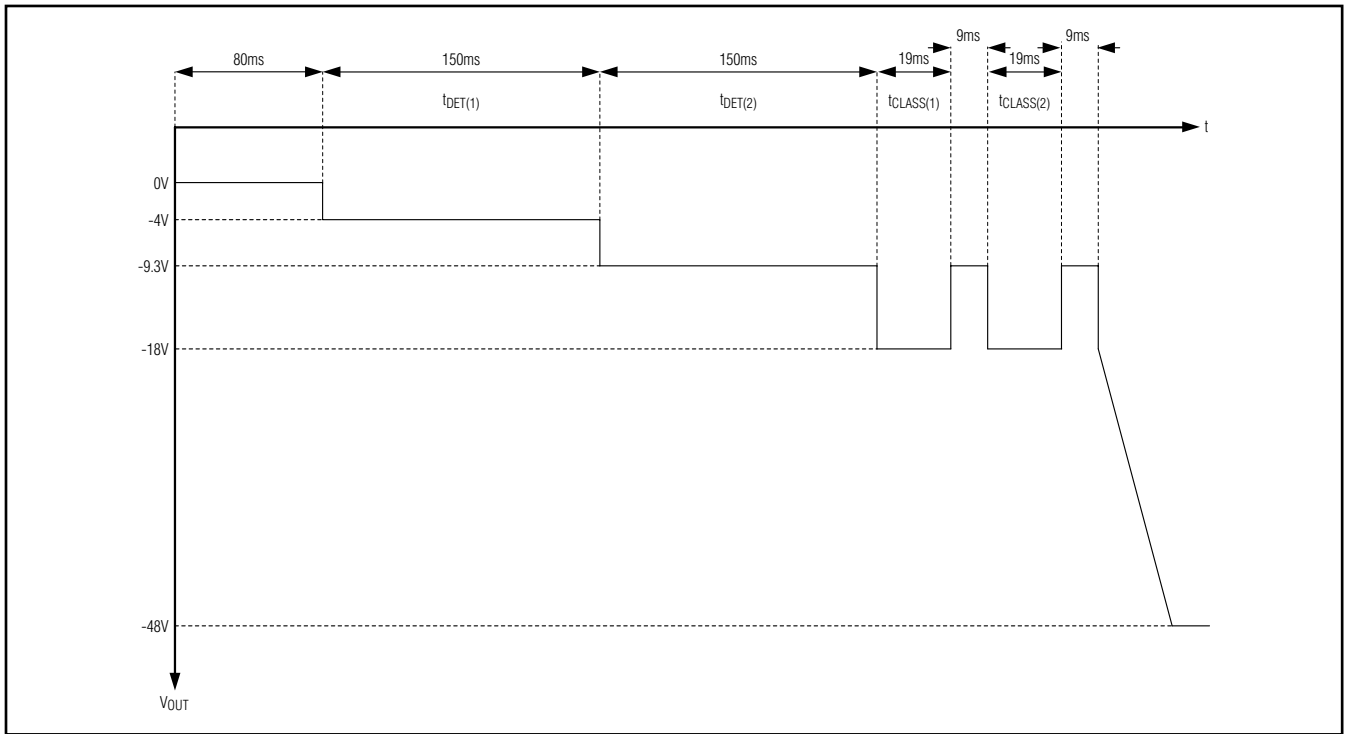 9ms 9ms
80ms 150ms 150ms 19ms 19ms
tDET(1) tDET(2) tCLASS(1) tCLASS(2)
t
0V
-4V
-9.3V
-18V
-48V
VOUT